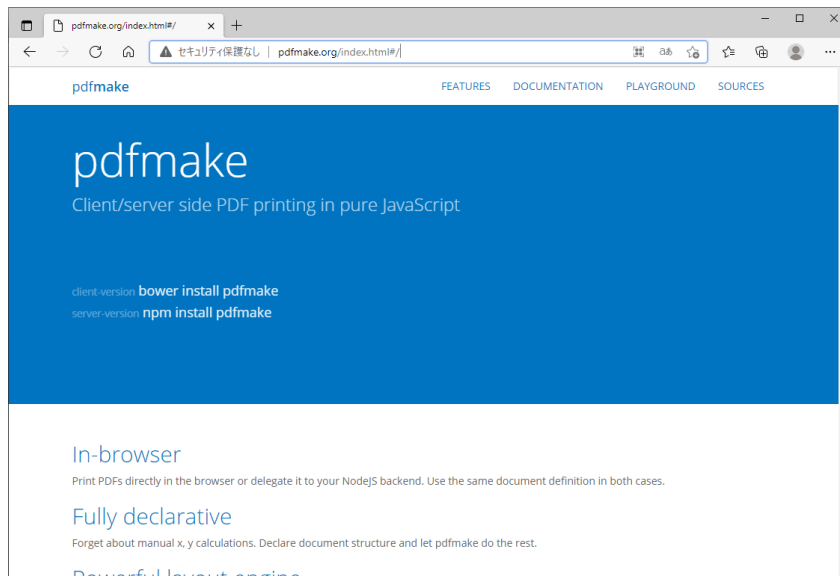 pdfmake.org/index.html#/
セキュリティ保護なし | pdfmake.org/index.html#/
pdfmake FEATURES DOCUMENTATION PLAYGROUND SOURCES
pdfmake
Client/server side PDF printing in pure JavaScript
client-version bower install pdfmake
server-version npm install pdfmake
In-browser
Print PDFs directly in the browser or delegate it to your NodeJS backend. Use the same document definition in both cases.
Fully declarative
Forget about manual x, y calculations. Declare document structure and let pdfmake do the rest.
Powerful layout engine